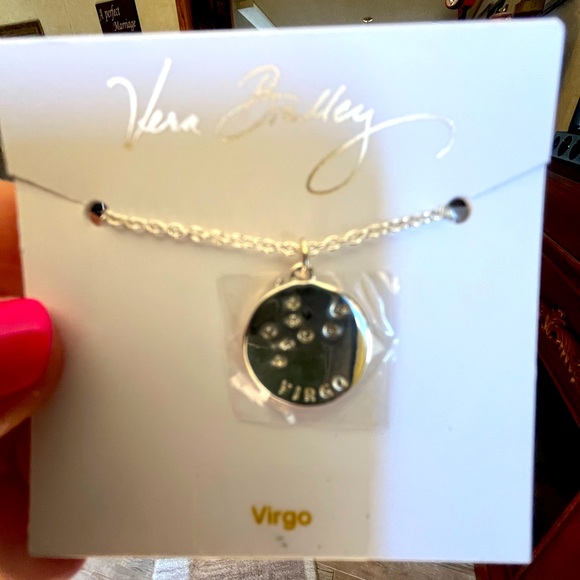 A perfect
Marriage
Vera Bradley
VIRGO
Virgo